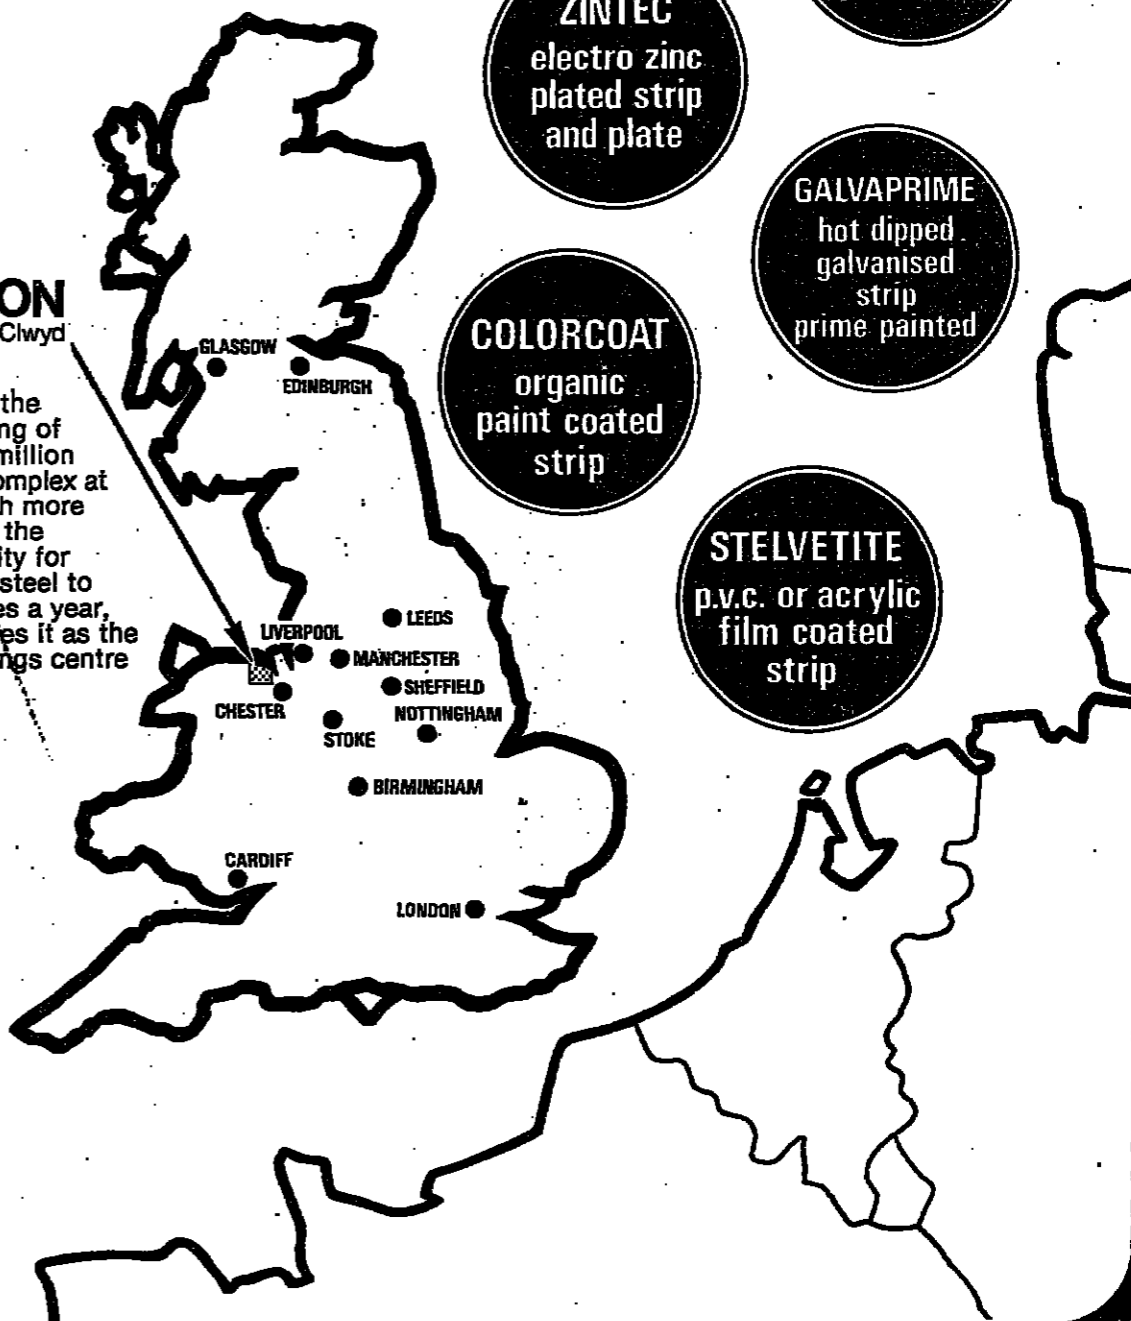 ZINTEC
electro zinc
plated strip
and plate
GALVAPRIME
hot dipped
galvanised
strip
prime painted
COLORCOAT
organic
paint coated
strip
STELVETITE
p.v.c. or acrylic
film coated
strip
ON
Clwyd
the
ng of
million
omplex at
h more
the
ity for
steel to
es a year,
es it as the
ngs centre
GLASGOW
EDINBURGH
LEEDS
LIVERPOOL
MANCHESTER
SHEFFIELD
CHESTER
NOTTINGHAM
STOKE
BIRMINGHAM
CARDIFF
LONDON